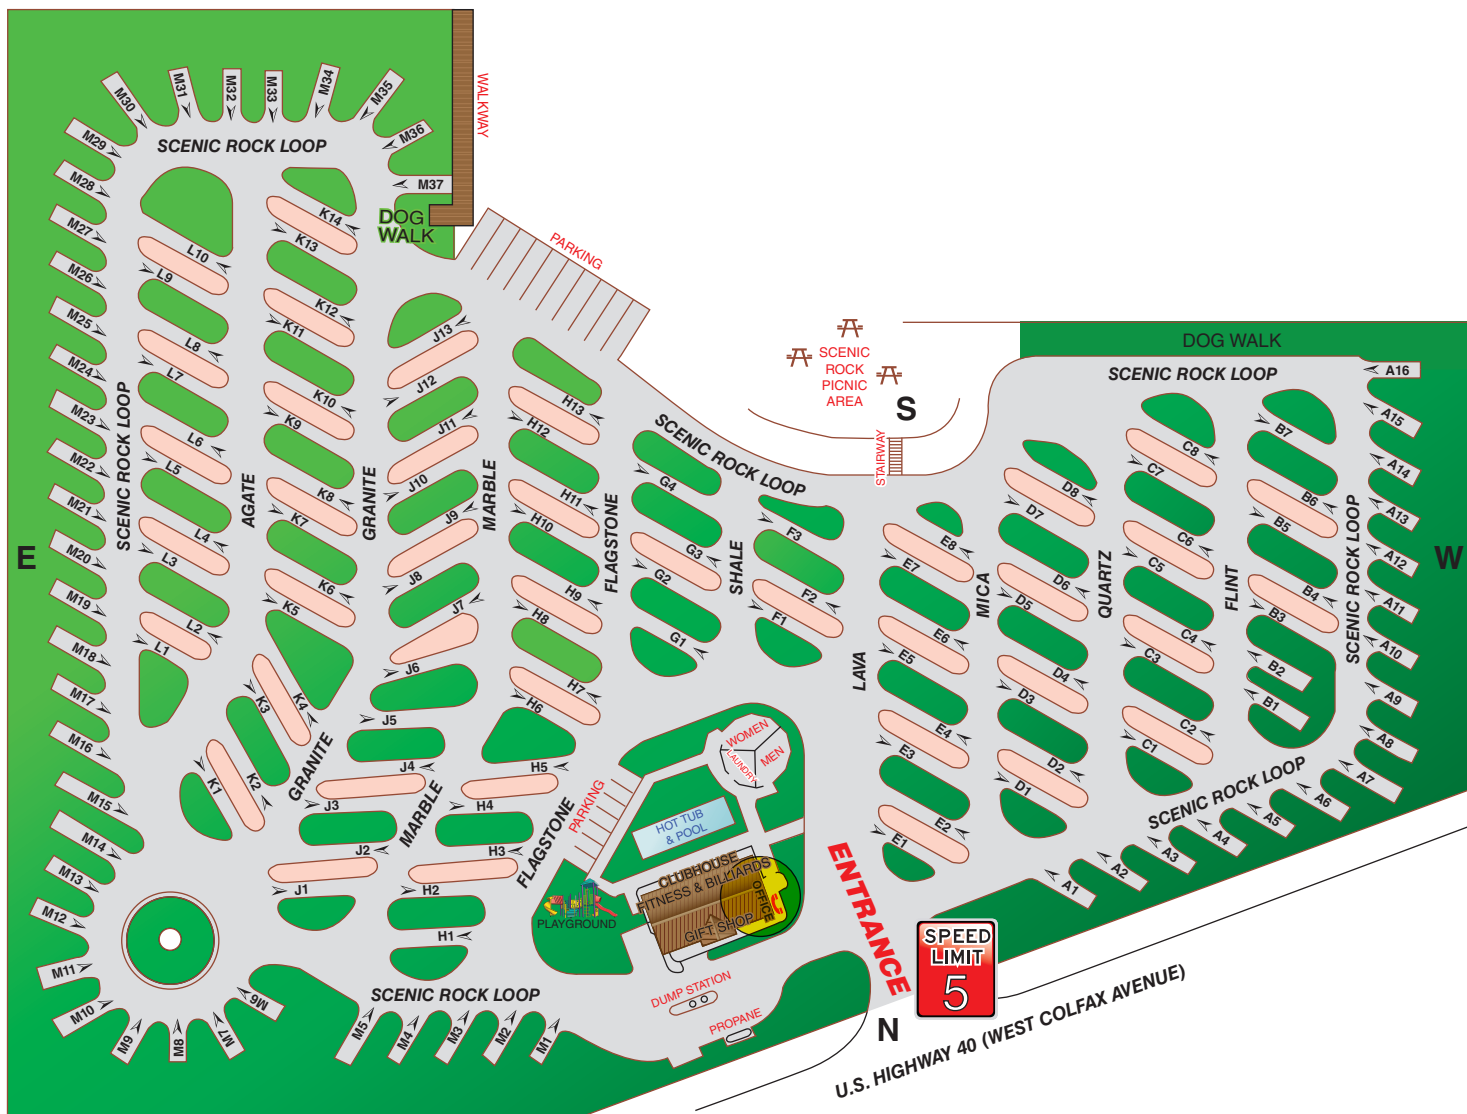 M30
M31
M32
M33
M34
M35
M36
M37
WALKWAY
SCENIC ROCK LOOP
DOG
WALK
PARKING
M29
M28
M27
M26
M25
M24
M23
M22
M21
M20
M19
M18
M17
M16
M15
M14
M13
M12
M11
M10
M9
M8
M7
M6
E
SCENIC ROCK LOOP
L10
L9
L8
L7
L6
L5
L4
L3
L2
L1
AGATE
K14
K13
K12
K11
K10
K9
K8
K7
K6
K5
K4
K3
K2
K1
GRANITE
GRANITE
J13
J12
J11
J10
J9
J8
J7
J6
J5
J4
J3
J2
J1
MARBLE
MARBLE
H13
H12
H11
H10
H9
H8
H7
H6
H5
H4
H3
H2
H1
FLAGSTONE
FLAGSTONE
SCENIC ROCK LOOP
G4
G3
G2
G1
SHALE
F3
F2
F1
SCENIC
ROCK
PICNIC
AREA
S
STAIRWAY
LAVA
E8
E7
E6
E5
E4
E3
E2
E1
MICA
D8
D7
D6
D5
D4
D3
D2
D1
QUARTZ
C8
C7
C6
C5
C4
C3
C2
C1
FLINT
B7
B6
B5
B4
B3
B2
B1
DOG WALK
SCENIC ROCK LOOP
SCENIC ROCK LOOP
W
A16
A15
A14
A13
A12
A11
A10
A9
A8
A7
A6
A5
A4
A3
A2
A1
SCENIC ROCK LOOP
WOMEN
MEN
LAUNDRY
PARKING
HOT TUB
& POOL
CLUBHOUSE
FITNESS & BILLIARDS
GIFT SHOP
OFFICE
PLAYGROUND
ENTRANCE
SPEED
LIMIT
5
DUMP STATION
PROPANE
SCENIC ROCK LOOP
M5
M4
M3
M2
M1
N
U.S. HIGHWAY 40 (WEST COLFAX AVENUE)